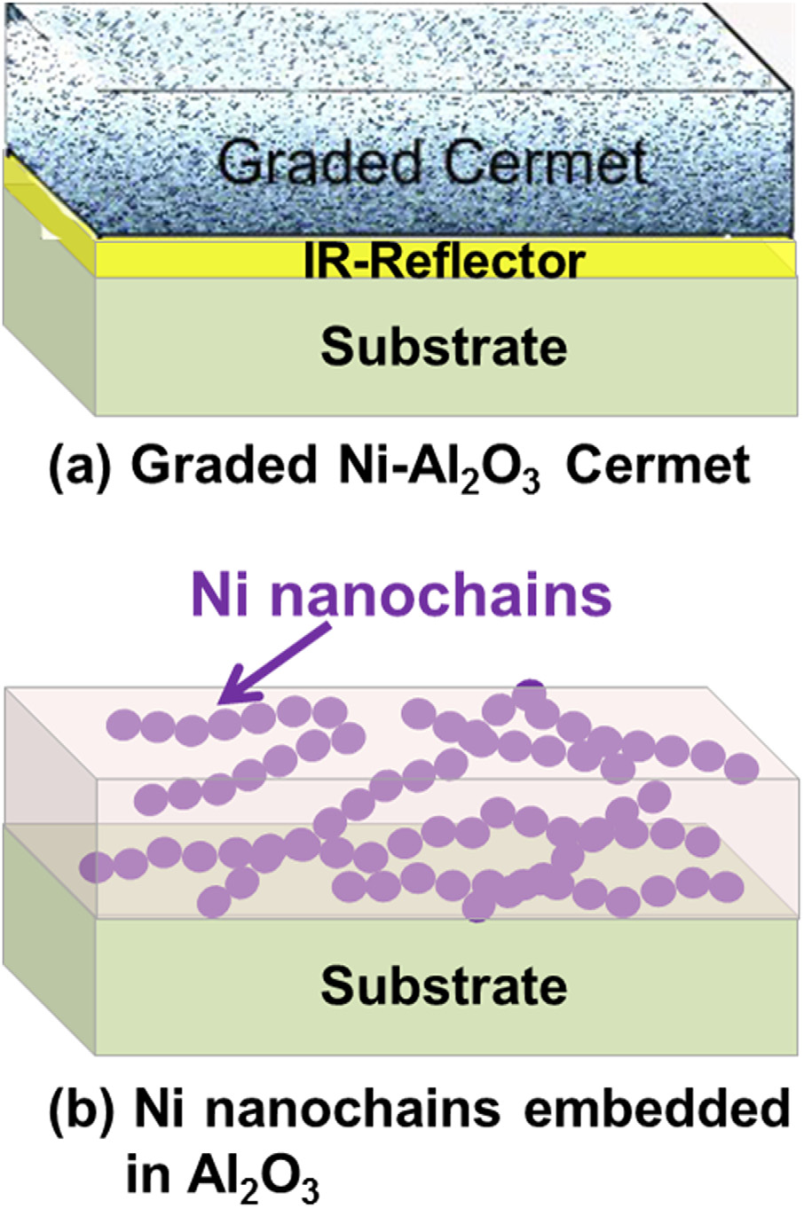 Graded Cermet
IR-Reflector
Substrate
(a) Graded Ni-Al₂O₃ Cermet
Ni nanochains
Substrate
(b) Ni nanochains embedded
in Al₂O₃